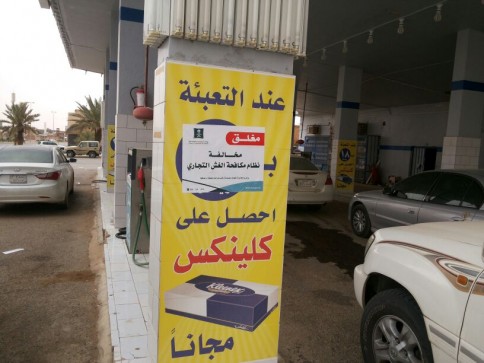 عند التعبئة
مغلق
مخالفة
نظام مكافحة الغش التجاري
ب
احصل على
كلينكس
Kleenex
مجاناً